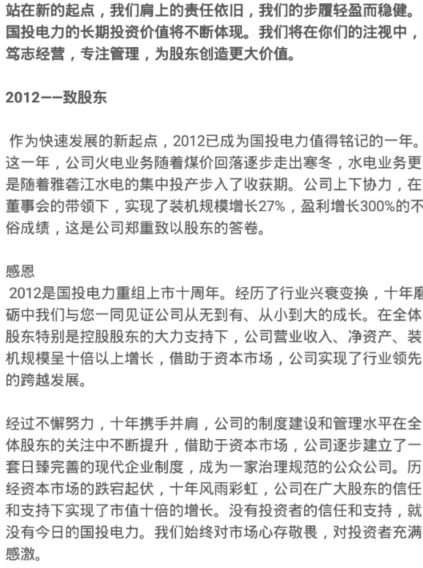 站在新的起点，我们肩上的责任依旧，我们的步履轻盈而稳健。
国投电力的长期投资价值将不断体现。我们将在你们的注视中，
笃志经营，专注管理，为股东创造更大价值。
2012——致股东
作为快速发展的新起点，2012已成为国投电力值得铭记的一年。
这一年，公司火电业务随着煤价回落逐步走出寒冬，水电业务更
是随着雅砻江水电的集中投产步入了收获期。公司上下协力，在
董事会的带领下，实现了装机规模增长27%，盈利增长300%的不
俗成绩，这是公司郑重致以股东的答卷。
感恩
2012是国投电力重组上市十周年。经历了行业兴衰变换，十年磨
砺中我们与您一同见证公司从无到有、从小到大的成长。在全体
股东特别是控股股东的大力支持下，公司营业收入、净资产、装
机规模呈十倍以上增长，借助于资本市场，公司实现了行业领先
的跨越发展。
经过不懈努力，十年携手并肩，公司的制度建设和管理水平在全
体股东的关注中不断提升，借助于资本市场，公司逐步建立了一
套日臻完善的现代企业制度，成为一家治理规范的公众公司。历
经资本市场的跌宕起伏，十年风雨彩虹，公司在广大股东的信任
和支持下实现了市值十倍的增长。没有投资者的信任和支持，就
没有今日的国投电力。我们始终对市场心存敬畏，对投资者充满
感激。